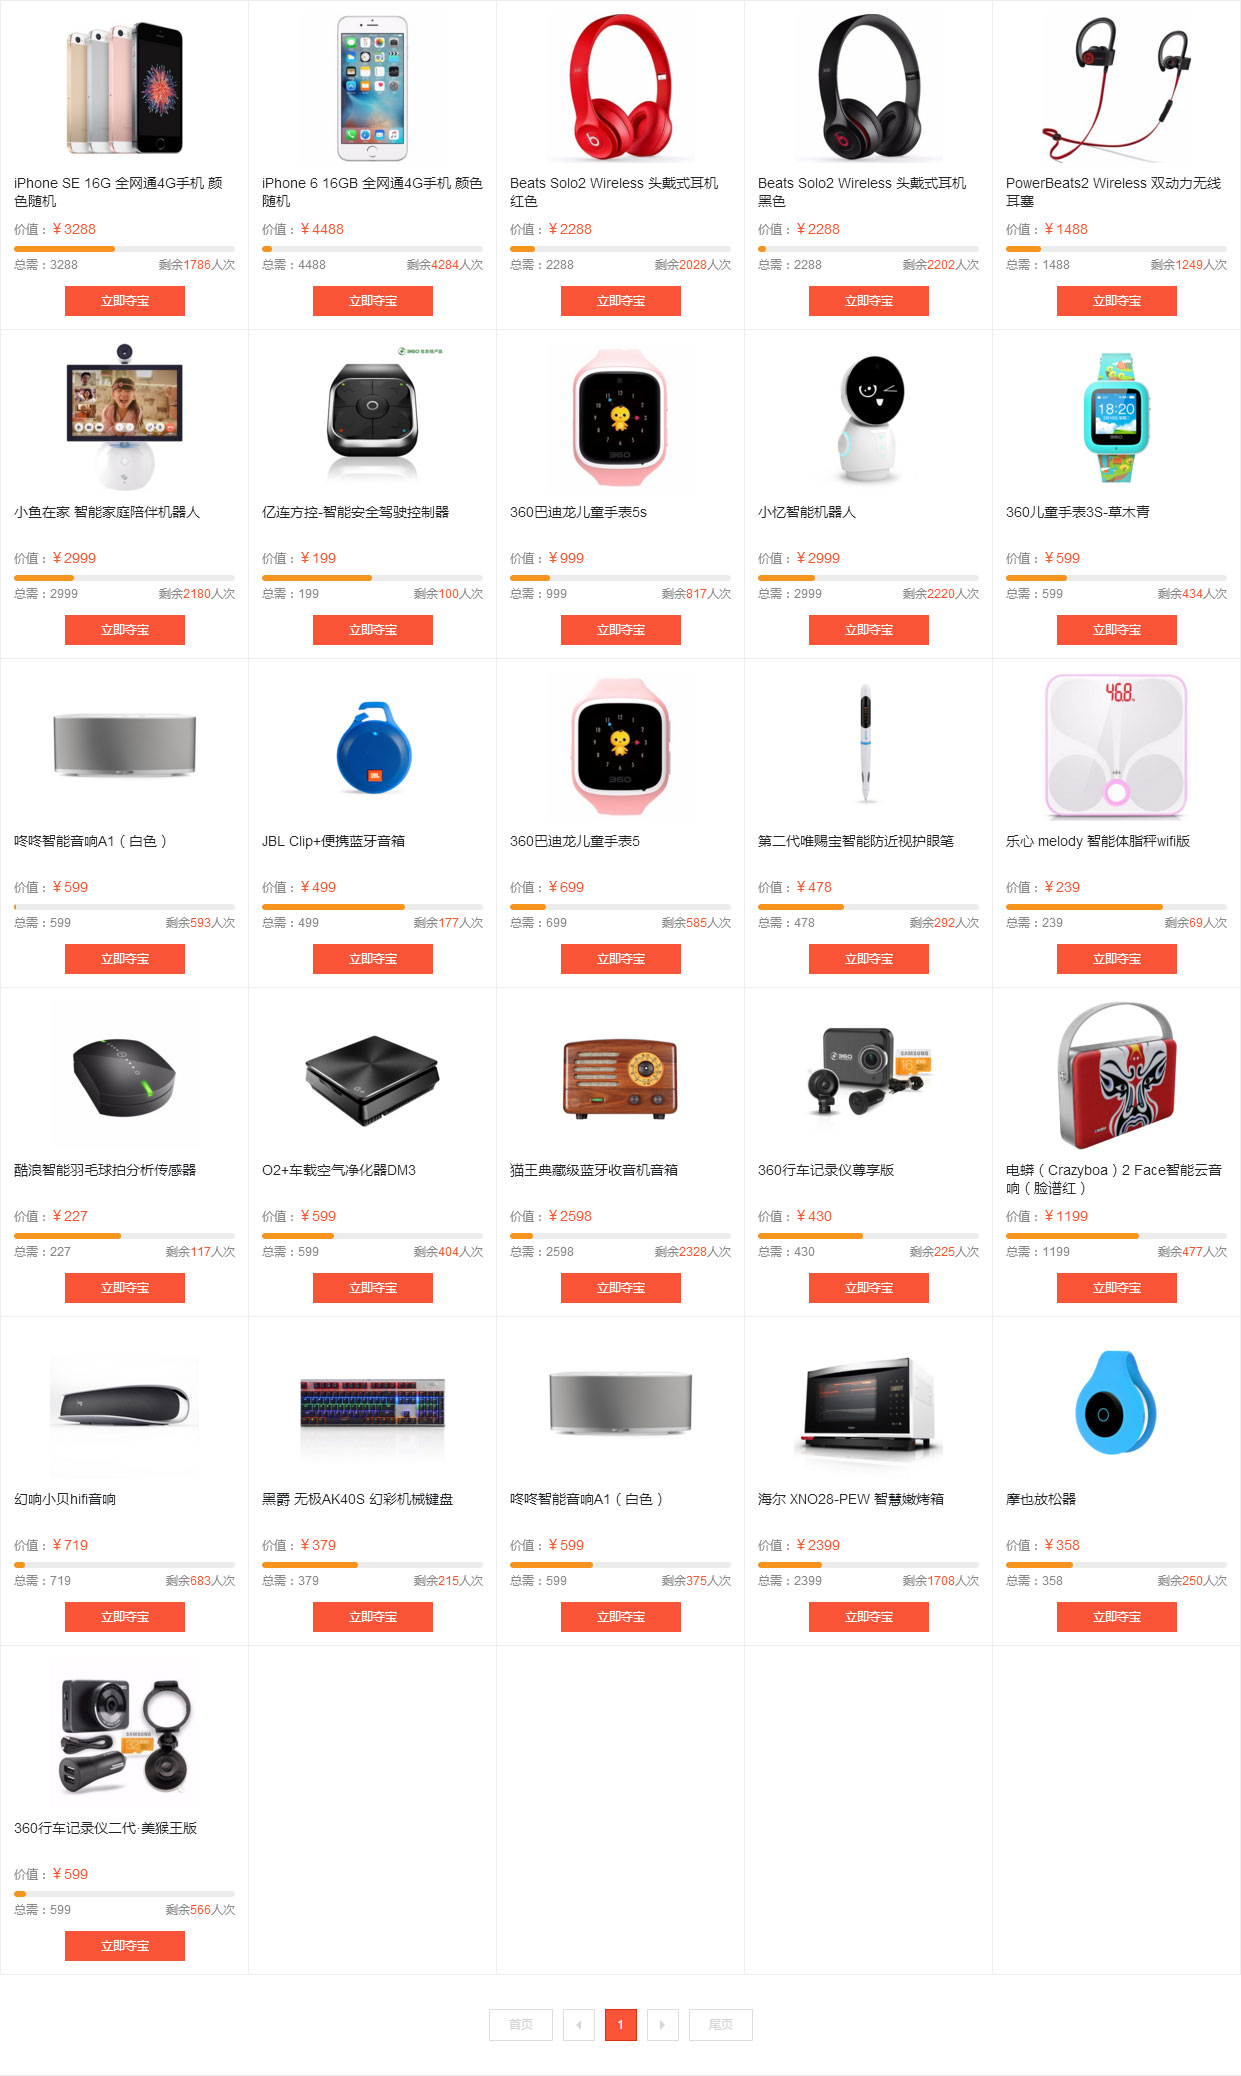 iPhone SE 16G 全网通4G手机 颜
色随机
价值：￥3288
总需：3288 剩余1786人次
立即夺宝
iPhone 6 16GB 全网通4G手机 颜色
随机
价值：￥4488
总需：4488 剩余4284人次
立即夺宝
Beats Solo2 Wireless 头戴式耳机
红色
价值：￥2288
总需：2288 剩余2028人次
立即夺宝
Beats Solo2 Wireless 头戴式耳机
黑色
价值：￥2288
总需：2288 剩余2202人次
立即夺宝
PowerBeats2 Wireless 双动力无线
耳塞
价值：￥1488
总需：1488 剩余1249人次
立即夺宝
小鱼在家 智能家庭陪伴机器人
价值：￥2999
总需：2999 剩余2180人次
立即夺宝
亿连方控-智能安全驾驶控制器
价值：￥199
总需：199 剩余100人次
立即夺宝
360
360巴迪龙儿童手表5s
价值：￥999
总需：999 剩余817人次
立即夺宝
小忆智能机器人
价值：￥2999
总需：2999 剩余2220人次
立即夺宝
18:20
360
360儿童手表3S-草木青
价值：￥599
总需：599 剩余434人次
立即夺宝
咚咚智能音响A1（白色）
价值：￥599
总需：599 剩余593人次
立即夺宝
JBL
JBL Clip+便携蓝牙音箱
价值：￥499
总需：499 剩余177人次
立即夺宝
360
360巴迪龙儿童手表5
价值：￥699
总需：699 剩余585人次
立即夺宝
第二代唯赐宝智能防近视护眼笔
价值：￥478
总需：478 剩余292人次
立即夺宝
46.8
乐心 melody 智能体脂秤wifi版
价值：￥239
总需：239 剩余69人次
立即夺宝
酷浪智能羽毛球拍分析传感器
价值：￥227
总需：227 剩余117人次
立即夺宝
O2+车载空气净化器DM3
价值：￥599
总需：599 剩余404人次
立即夺宝
猫王典藏级蓝牙收音机音箱
价值：￥2598
总需：2598 剩余2328人次
立即夺宝
360
SAMSUNG
16
360行车记录仪尊享版
价值：￥430
总需：430 剩余225人次
立即夺宝
电蟒（Crazyboa）2 Face智能云音
响（脸谱红）
价值：￥1199
总需：1199 剩余477人次
立即夺宝
幻响小贝hifi音响
价值：￥719
总需：719 剩余683人次
立即夺宝
黑爵 无极AK40S 幻彩机械键盘
价值：￥379
总需：379 剩余215人次
立即夺宝
咚咚智能音响A1（白色）
价值：￥599
总需：599 剩余375人次
立即夺宝
海尔 XNO28-PEW 智慧嫩烤箱
价值：￥2399
总需：2399 剩余1708人次
立即夺宝
摩也放松器
价值：￥358
总需：358 剩余250人次
立即夺宝
SAMSUNG
32
360行车记录仪二代·美猴王版
价值：￥599
总需：599 剩余566人次
立即夺宝
首页 1 尾页